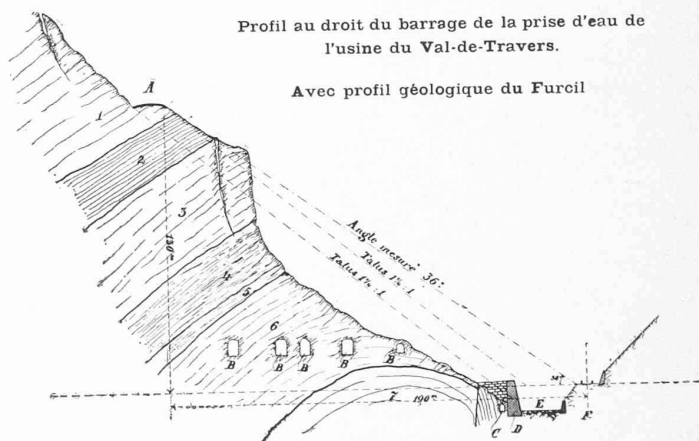 Profil au droit du barrage de la prise d'eau de
l'usine du Val-de-Travers.
Avec profil géologique du Furcil
A
1
2
3
130m
4
5
6
Angle mesuré 36°
Talus 1½:1
Talus 1¼:1
B B B B B
7 190m
C D E F
M